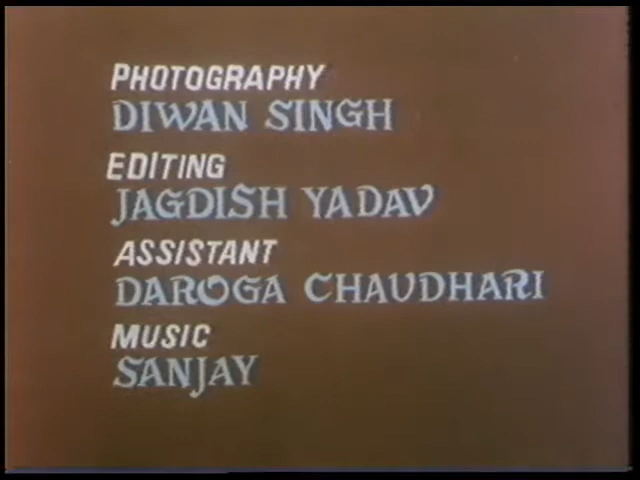 PHOTOGRAPHY
DIWAN SINGH
EDITING
JAGDISH YADAV
ASSISTANT
DAROGA CHAUDHARI
MUSIC
SANJAY